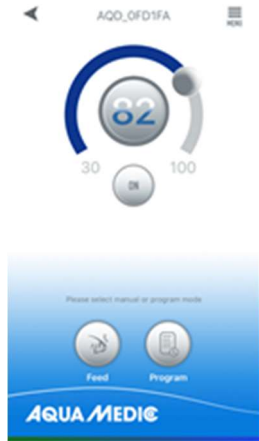 AQD_0FD1FA
MENU
82
30 100
ON
Please select manual or program mode
Feed Program
AQUA MEDIC